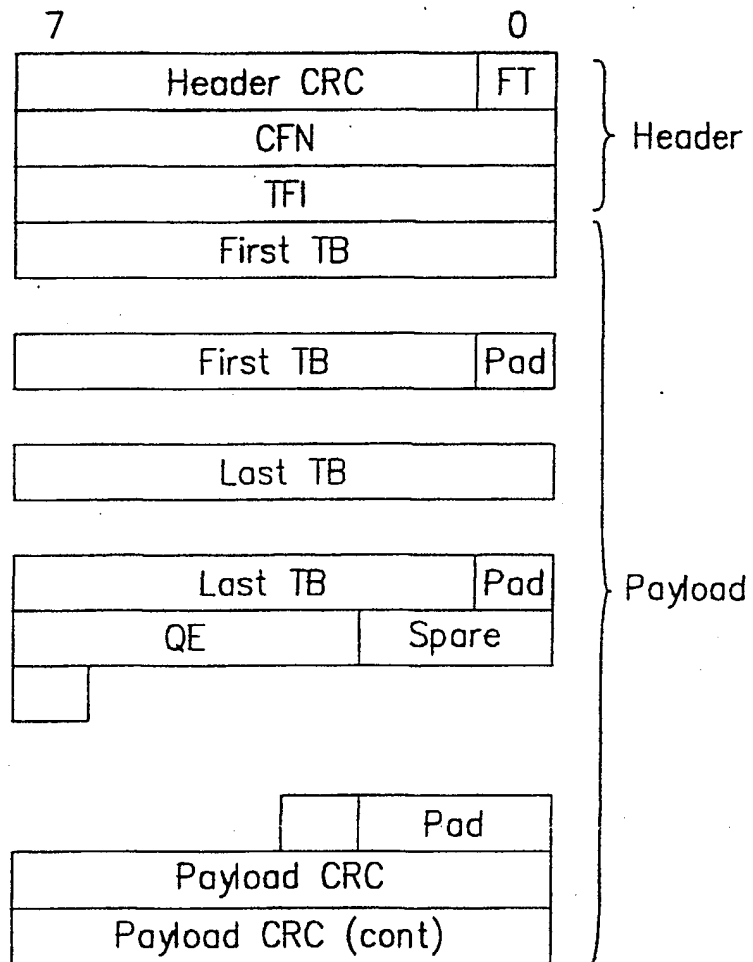 7 0
Header CRC FT
CFN
Header
TFI
First TB
First TB Pad
Last TB
Last TB Pad
Payload
QE Spare
Pad
Payload CRC
Payload CRC (cont)